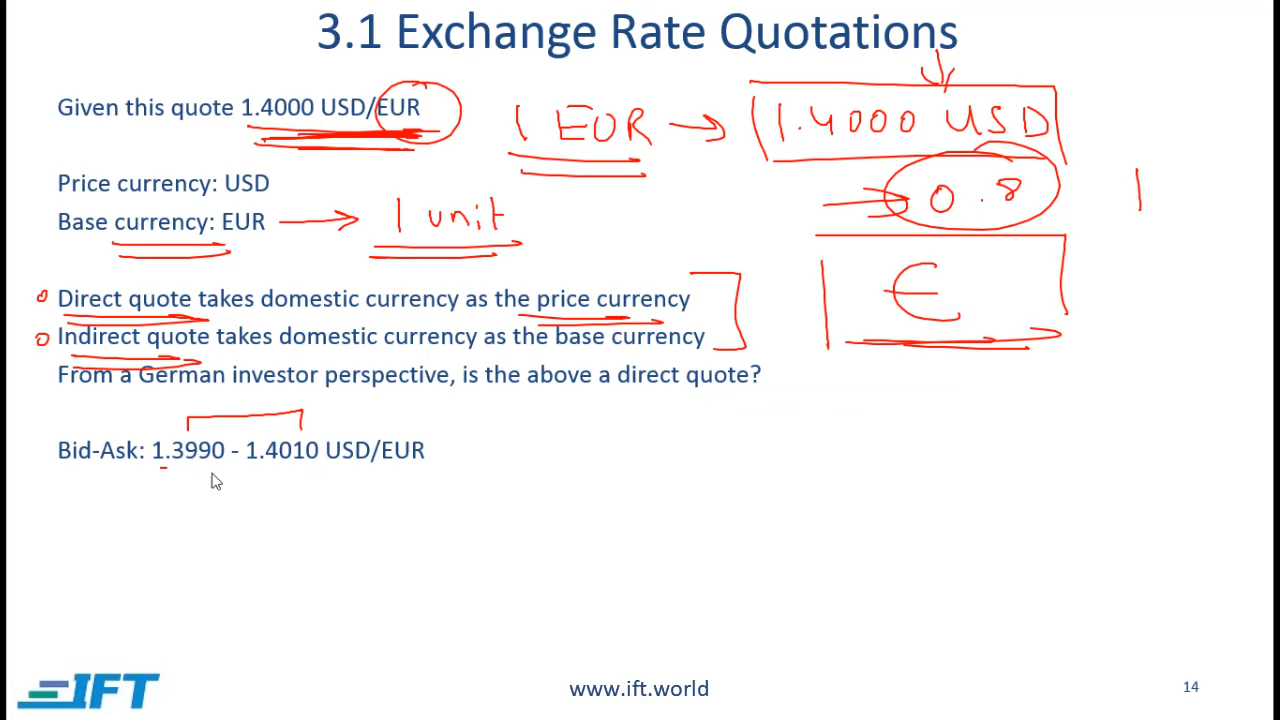 3.1 Exchange Rate Quotations
Given this quote 1.4000 USD/EUR
1 EUR → 1.4000 USD
Price currency: USD
0.8
1
Base currency: EUR → 1 unit
€
Direct quote takes domestic currency as the price currency
Indirect quote takes domestic currency as the base currency
From a German investor perspective, is the above a direct quote?
Bid-Ask: 1.3990 - 1.4010 USD/EUR
IFT
www.ift.world
14